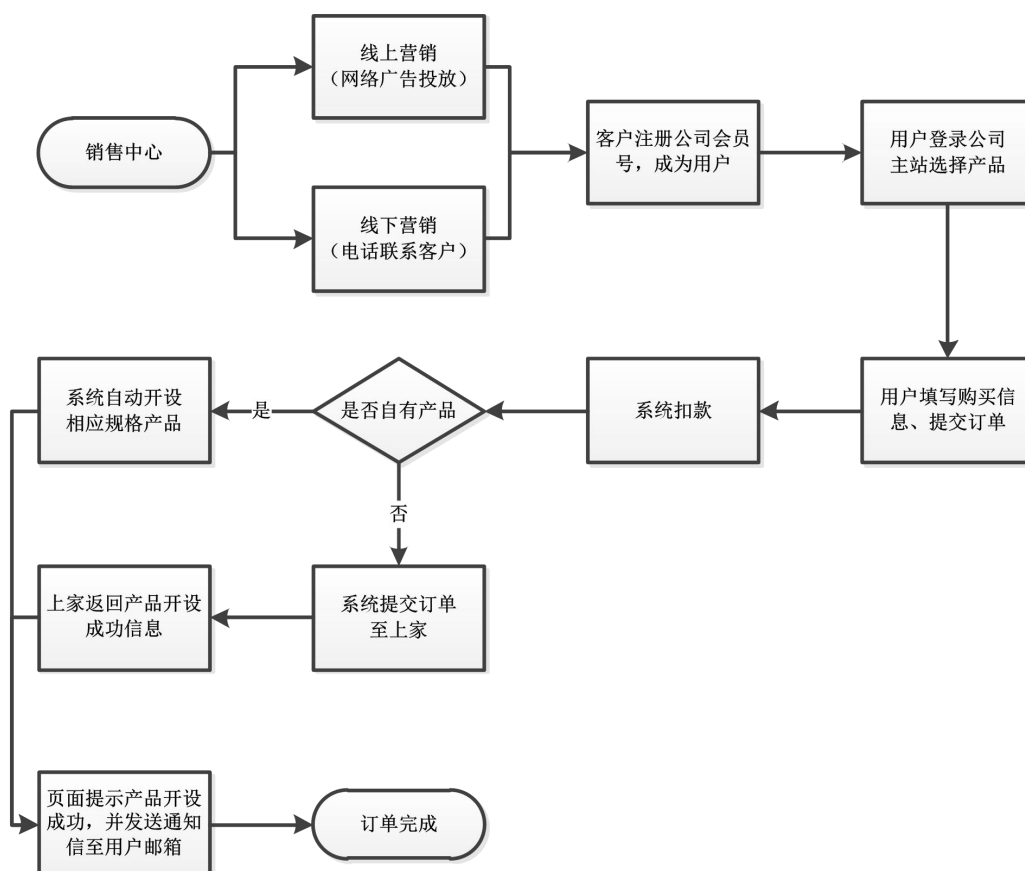 线上营销
（网络广告投放）
销售中心
客户注册公司会员
号，成为用户
用户登录公司
主站选择产品
线下营销
（电话联系客户）
用户填写购买信
息、提交订单
系统扣款
是否自有产品
是
系统自动开设
相应规格产品
否
系统提交订单
至上家
上家返回产品开设
成功信息
页面提示产品开设
成功，并发送通知
信至用户邮箱
订单完成